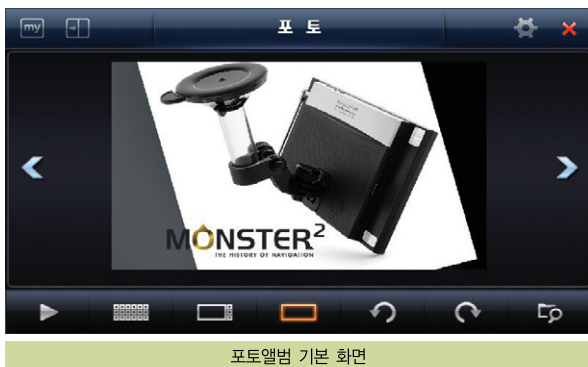 my
포 토
MONSTER²
THE HISTORY OF NAVIGATION
포토앨범 기본 화면